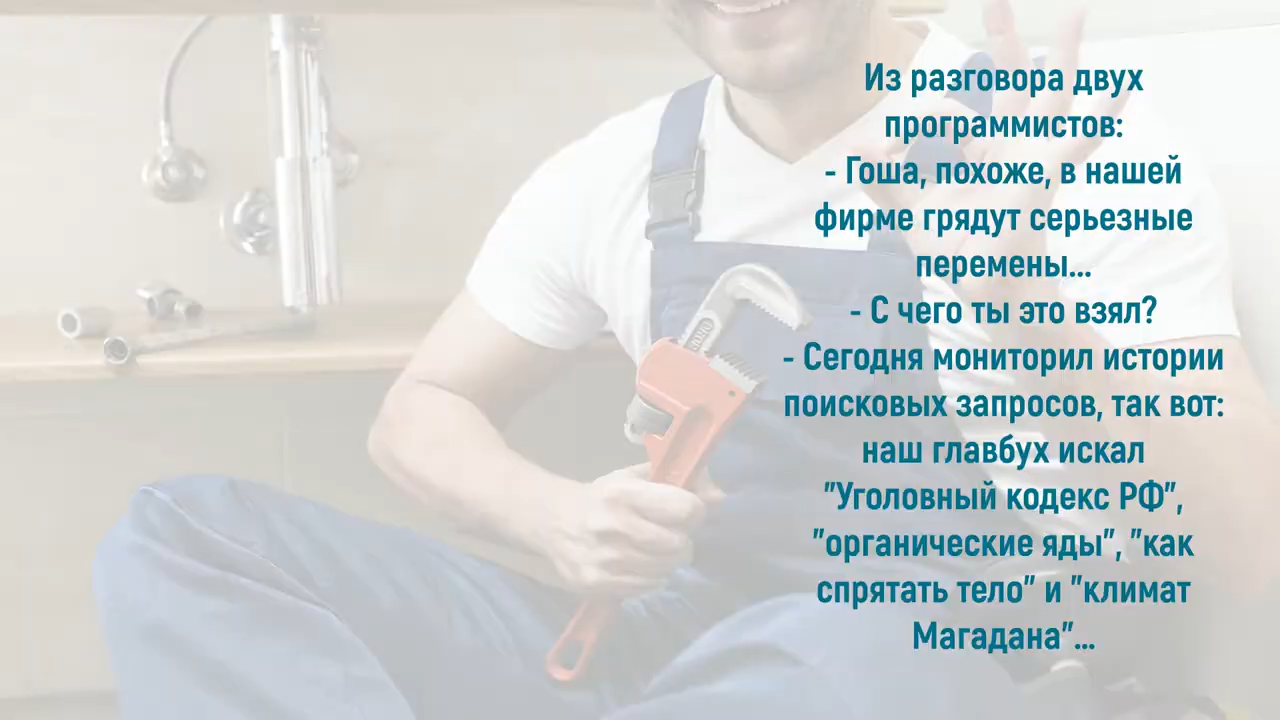 Из разговора двух
программистов:
- Гоша, похоже, в нашей
фирме грядут серьезные
перемены...
- С чего ты это взял?
- Сегодня мониторил истории
поисковых запросов, так вот:
наш главбух искал
"Уголовный кодекс РФ",
"органические яды", "как
спрятать тело" и "климат
Магадана"...